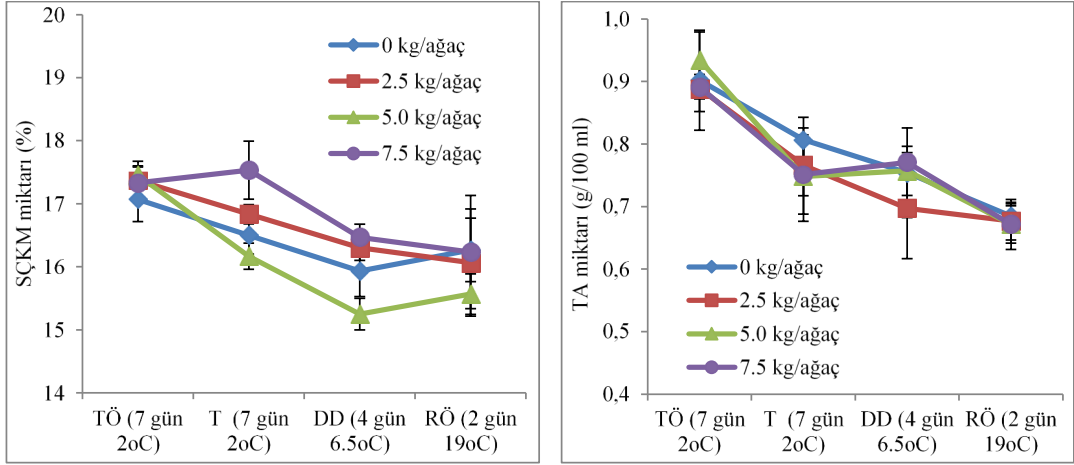 SÇKM miktarı (%)
20
19
18
17
16
15
14
0 kg/ağaç
2.5 kg/ağaç
5.0 kg/ağaç
7.5 kg/ağaç
TÖ (7 gün
2oC)
T (7 gün
2oC)
DD (4 gün
6.5oC)
RÖ (2 gün
19oC)
TA miktarı (g/100 ml)
1,0
0,9
0,8
0,7
0,6
0,5
0,4
0 kg/ağaç
2.5 kg/ağaç
5.0 kg/ağaç
7.5 kg/ağaç
TÖ (7 gün
2oC)
T (7 gün
2oC)
DD (4 gün
6.5oC)
RÖ (2 gün
19oC)